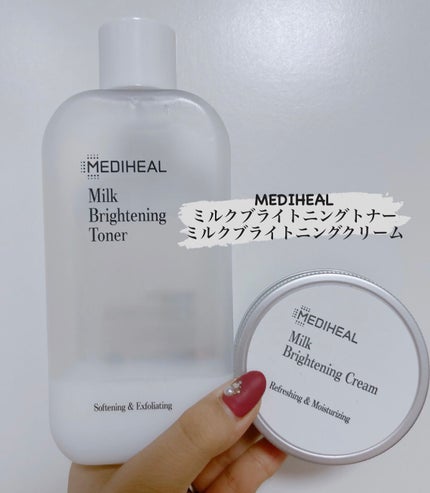 MEDIHEAL
Milk
Brightening
Toner
Softening & Exfoliating
MEDIHEAL
ミルクブライトニングトナー
ミルクブライトニングクリーム
MEDIHEAL
Milk
Brightening Cream
Refreshing & Moisturizing